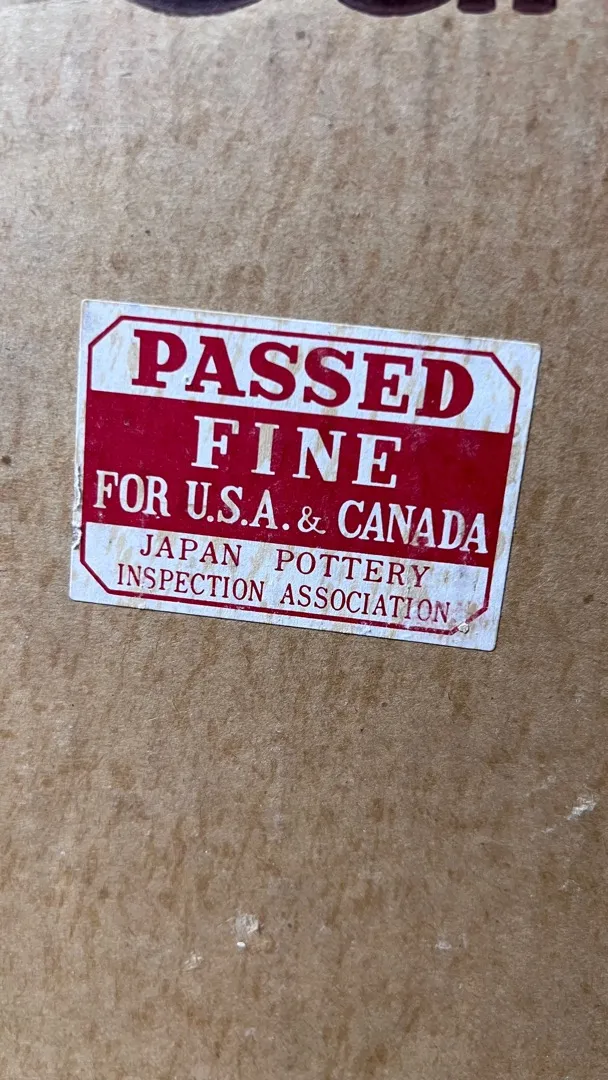 PASSED
FINE
FOR U.S.A. & CANADA
JAPAN POTTERY
INSPECTION ASSOCIATION